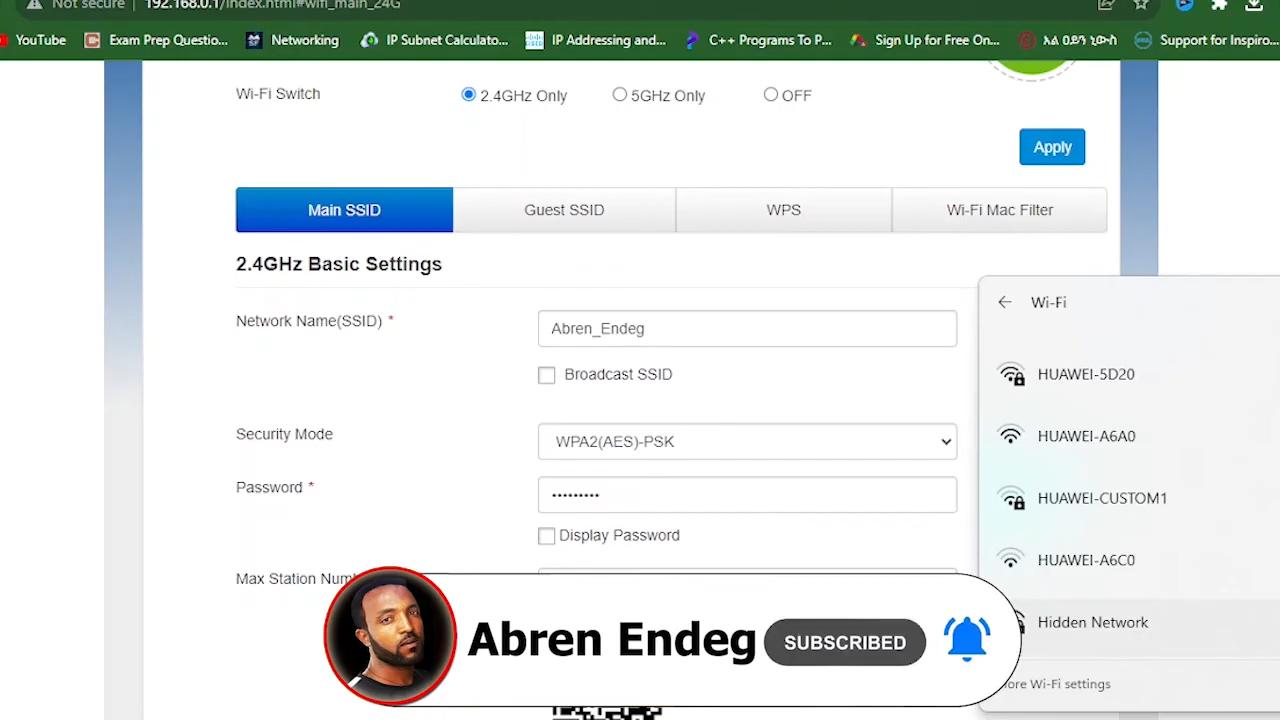 Not secure 192.168.0.1/index.html#wifi_main_24G
YouTube Exam Prep Questio... Networking IP Subnet Calculato... IP Addressing and... C++ Programs To P... Sign Up for Free On... አል ዐይን ኒውስ Support for Inspiro...
Wi-Fi Switch 2.4GHz Only 5GHz Only OFF
Apply
Main SSID Guest SSID WPS Wi-Fi Mac Filter
2.4GHz Basic Settings
Network Name(SSID) * Abren_Endeg
Broadcast SSID
Security Mode WPA2(AES)-PSK
Password * •••••••••
Display Password
Max Station Num
Wi-Fi
HUAWEI-5D20
HUAWEI-A6A0
HUAWEI-CUSTOM1
HUAWEI-A6C0
Hidden Network
ore Wi-Fi settings
Abren Endeg SUBSCRIBED